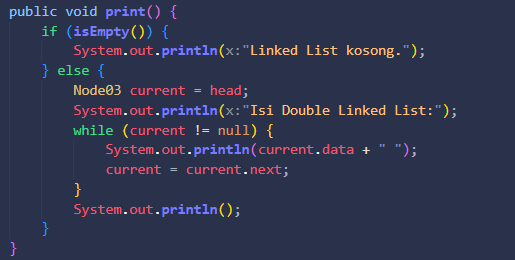 public void print() {
    if (isEmpty()) {
        System.out.println(x:"Linked List kosong.");
    } else {
        Node03 current = head;
        System.out.println(x:"Isi Double Linked List:");
        while (current != null) {
            System.out.println(current.data + " ");
            current = current.next;
        }
        System.out.println();
    }
}